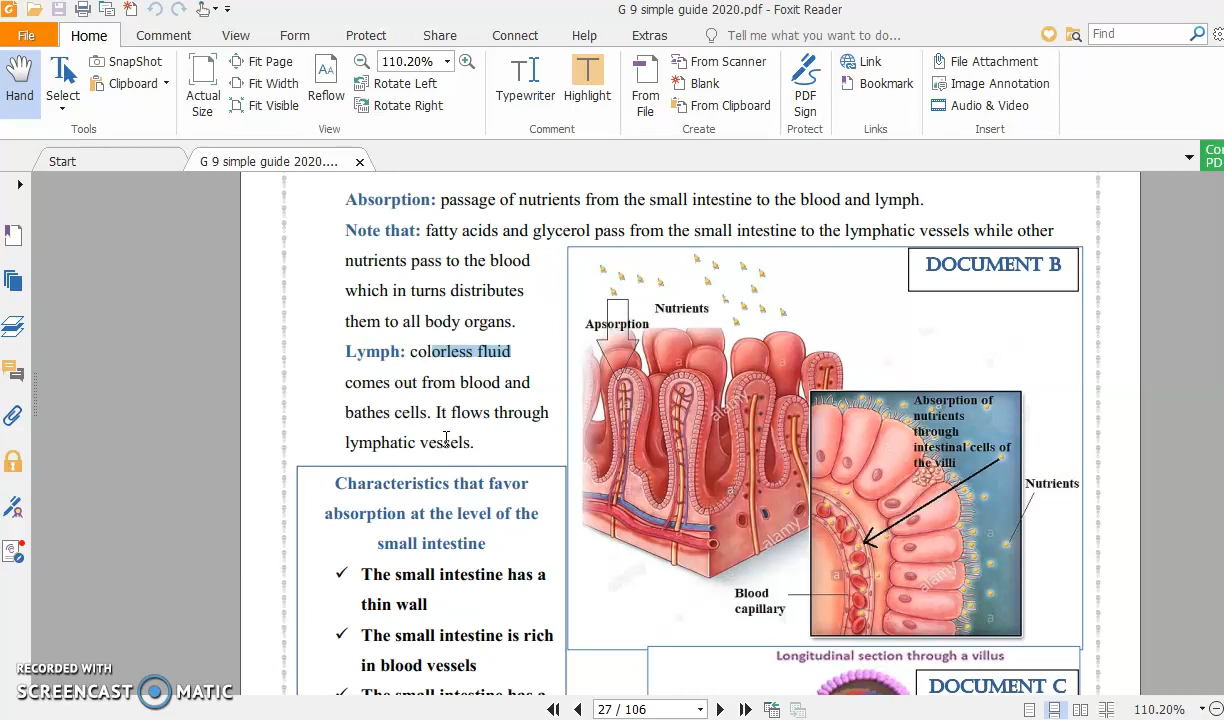 G 9 simple guide 2020.pdf - Foxit Reader
File Home Comment View Form Protect Share Connect Help Extras Tell me what you want to do... Find
Hand
Select
SnapShot
Clipboard
Tools
Actual Size
Fit Page
Fit Width
Fit Visible
Reflow
110.20%
Rotate Left
Rotate Right
View
Typewriter
Highlight
Comment
From File
From Scanner
Blank
From Clipboard
Create
PDF Sign
Protect
Link
Bookmark
Links
File Attachment
Image Annotation
Audio & Video
Insert
Start
G 9 simple guide 2020....
Absorption: passage of nutrients from the small intestine to the blood and lymph.
Note that: fatty acids and glycerol pass from the small intestine to the lymphatic vessels while other
nutrients pass to the blood
which in turns distributes
them to all body organs.
Lymph: colorless fluid
comes out from blood and
bathes cells. It flows through
lymphatic vessels.
Characteristics that favor
absorption at the level of the
small intestine
✓ The small intestine has a
thin wall
✓ The small intestine is rich
in blood vessels
✓ The small intestine has a
DOCUMENT B
Nutrients
Apsorption
alamy
alamy
Absorption of
nutrients
through
intestinal cells of
the villi
Nutrients
a
a
a
alamy
Blood
capillary
Longitudinal section through a villus
DOCUMENT C
RECORDED WITH
SCREENCAST MATIC
27 / 106
110.20%